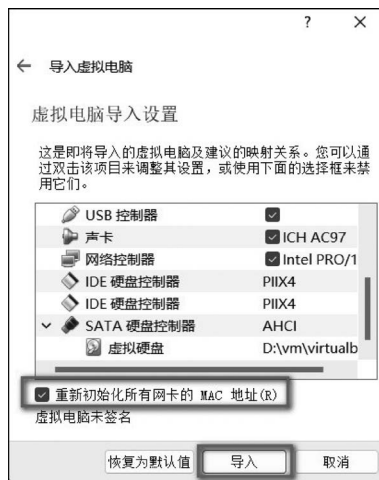 ?  ×
← 导入虚拟电脑
虚拟电脑导入设置
这是即将导入的虚拟电脑及建议的映射关系。您可以通
过双击该项目来调整其设置，或使用下面的选择框来禁
用它们。
USB 控制器
声卡 ICH AC97
网络控制器 Intel PRO/1
IDE 硬盘控制器 PIIX4
IDE 硬盘控制器 PIIX4
SATA 硬盘控制器 AHCI
虚拟硬盘 D:\vm\virtualb
重新初始化所有网卡的 MAC 地址(R)
虚拟电脑未签名
恢复为默认值 导入 取消